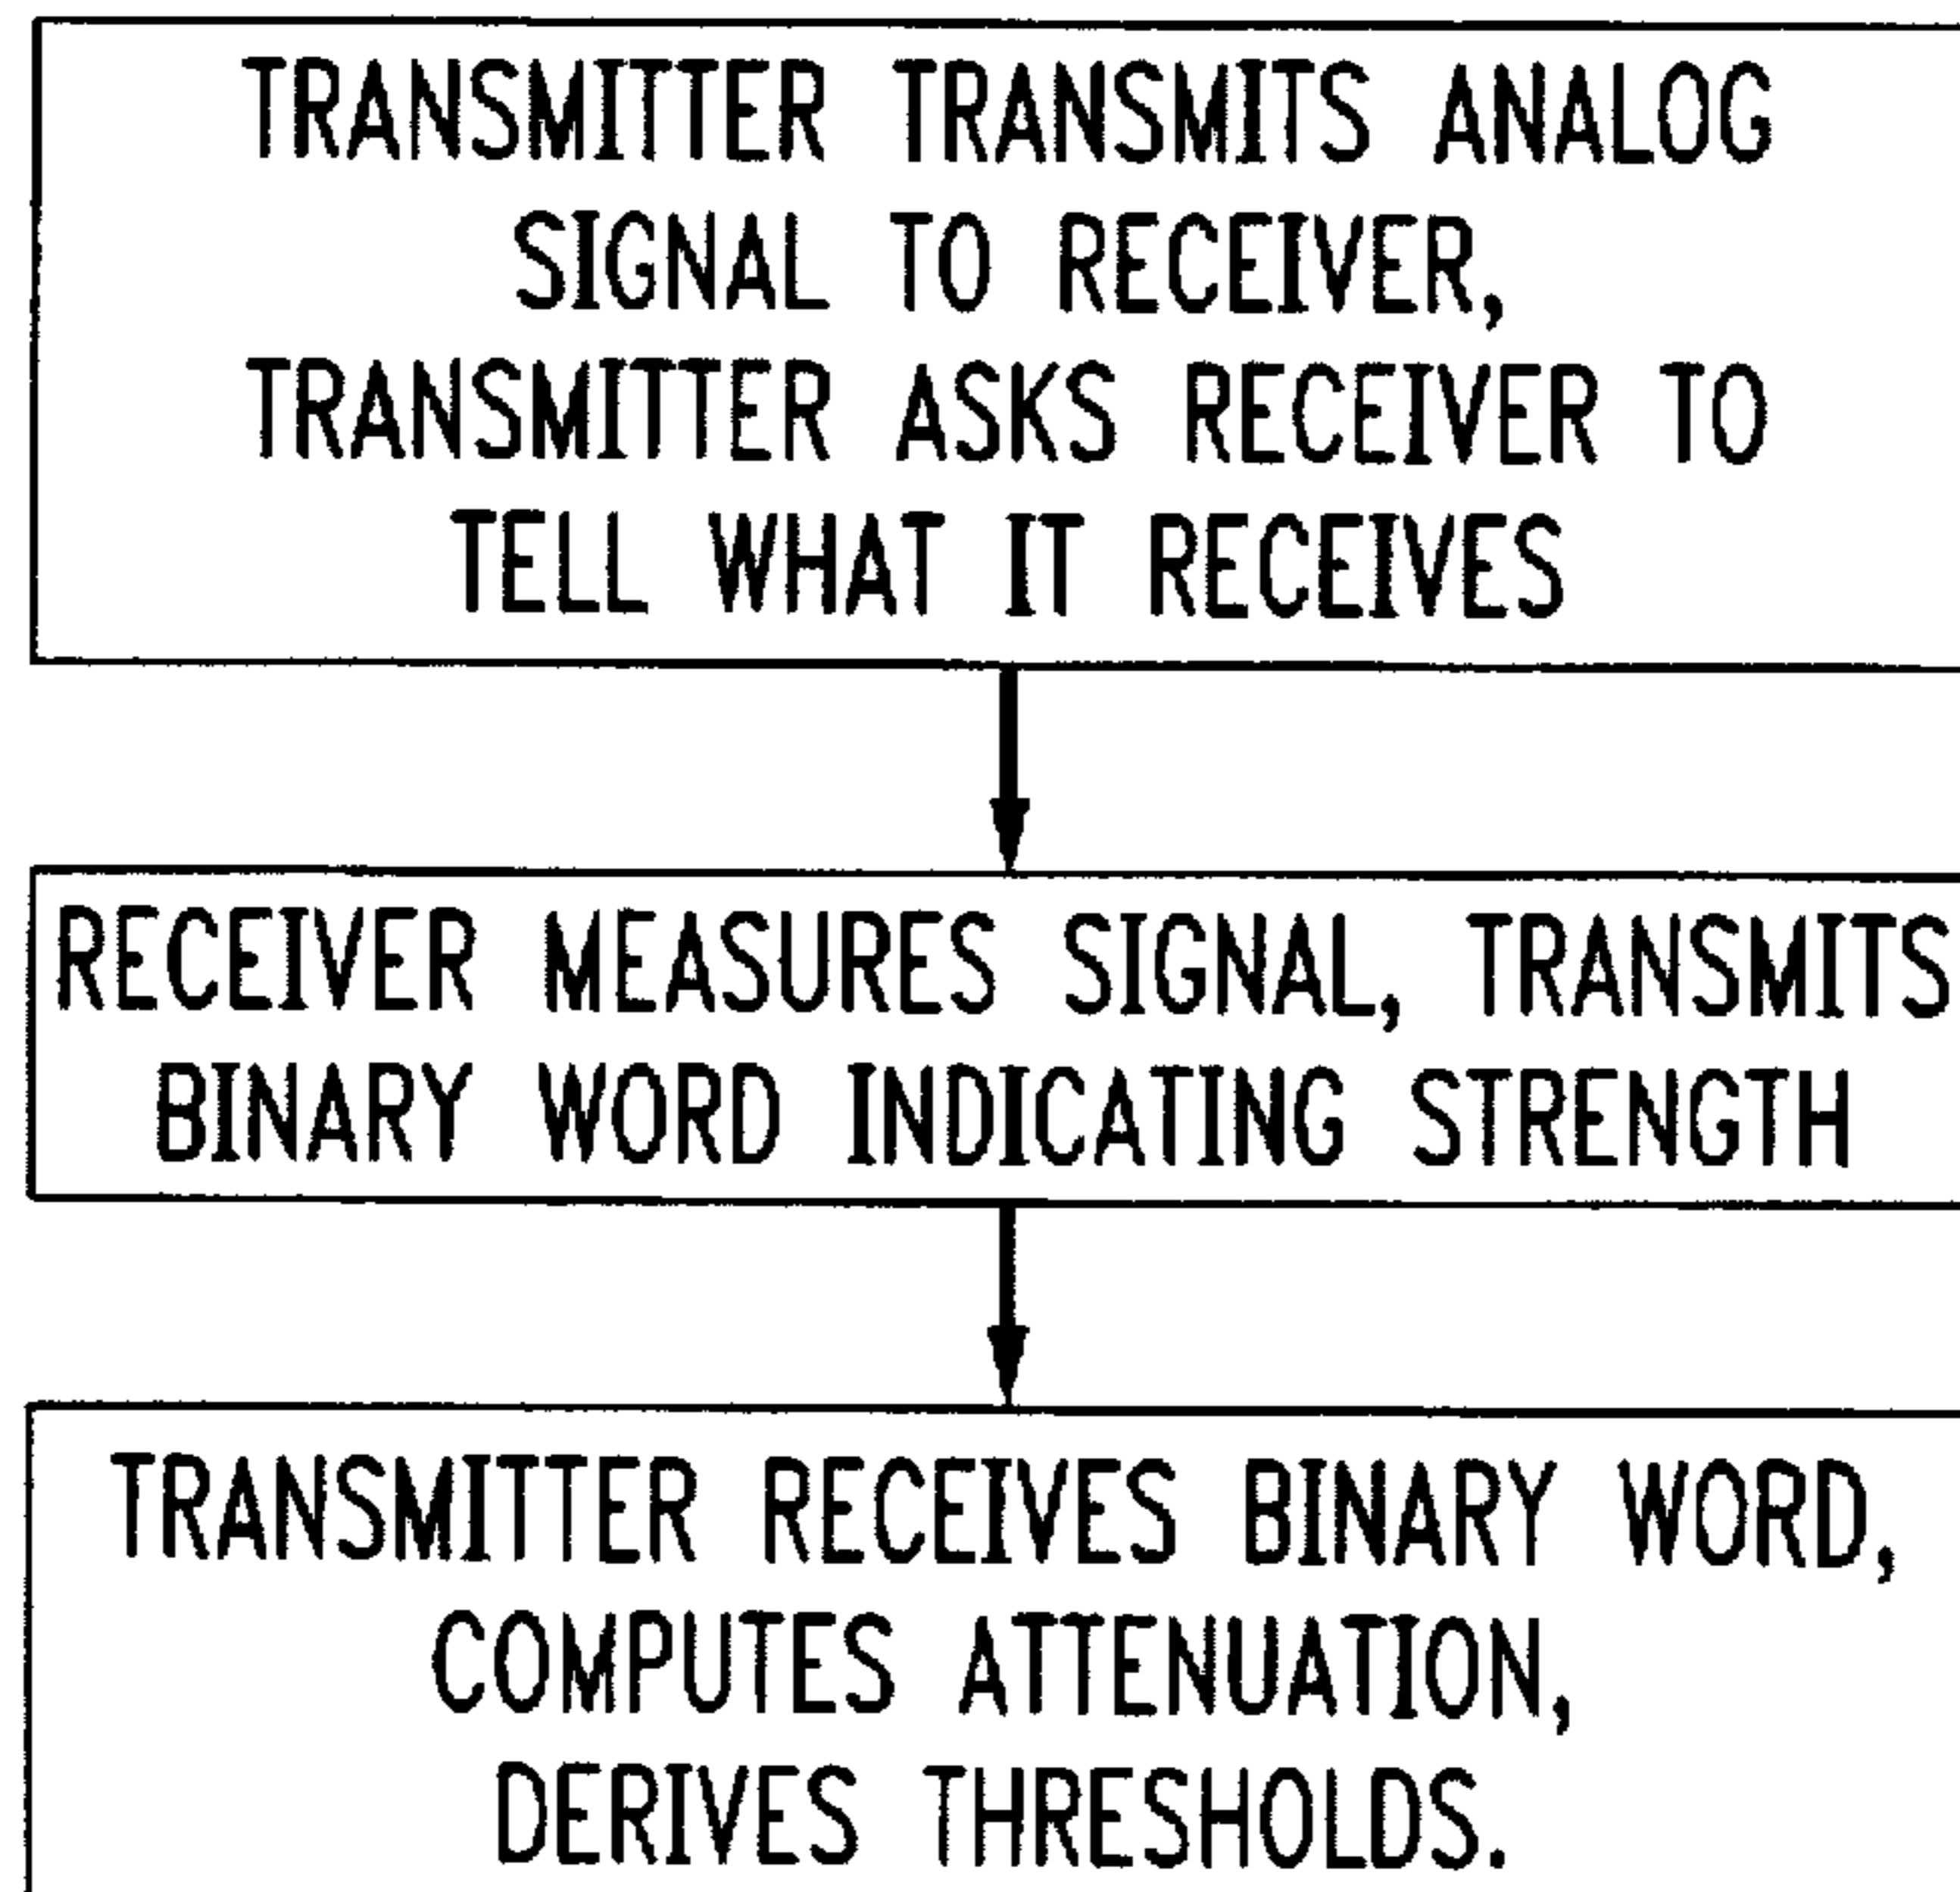 TRANSMITTER TRANSMITS ANALOG
SIGNAL TO RECEIVER,
TRANSMITTER ASKS RECEIVER TO
TELL WHAT IT RECEIVES
RECEIVER MEASURES SIGNAL, TRANSMITS
BINARY WORD INDICATING STRENGTH
TRANSMITTER RECEIVES BINARY WORD,
COMPUTES ATTENUATION,
DERIVES THRESHOLDS.